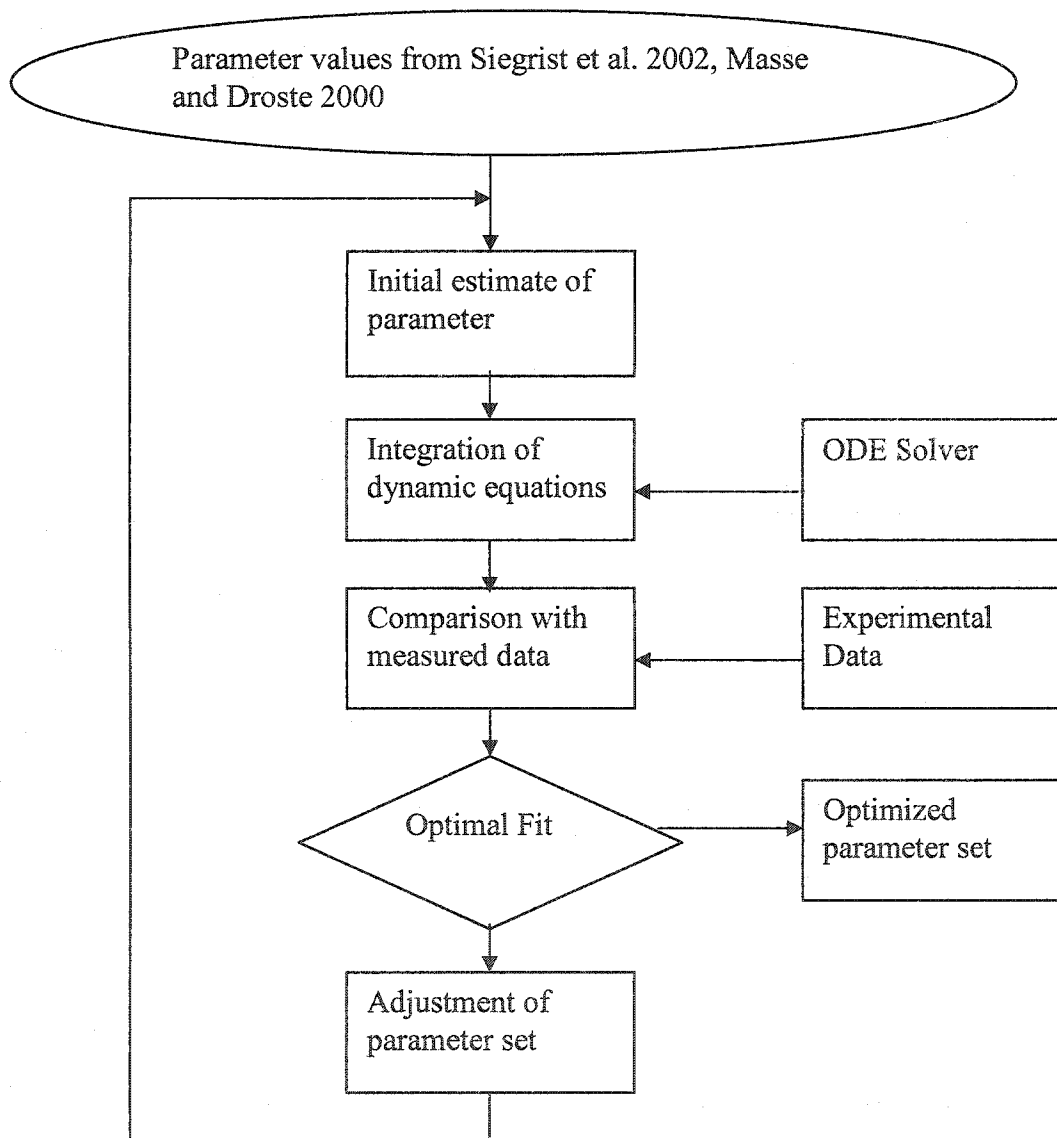 Parameter values from Siegrist et al. 2002, Masse
and Droste 2000
Initial estimate of
parameter
Integration of
dynamic equations
ODE Solver
Comparison with
measured data
Experimental
Data
Optimal Fit
Optimized
parameter set
Adjustment of
parameter set